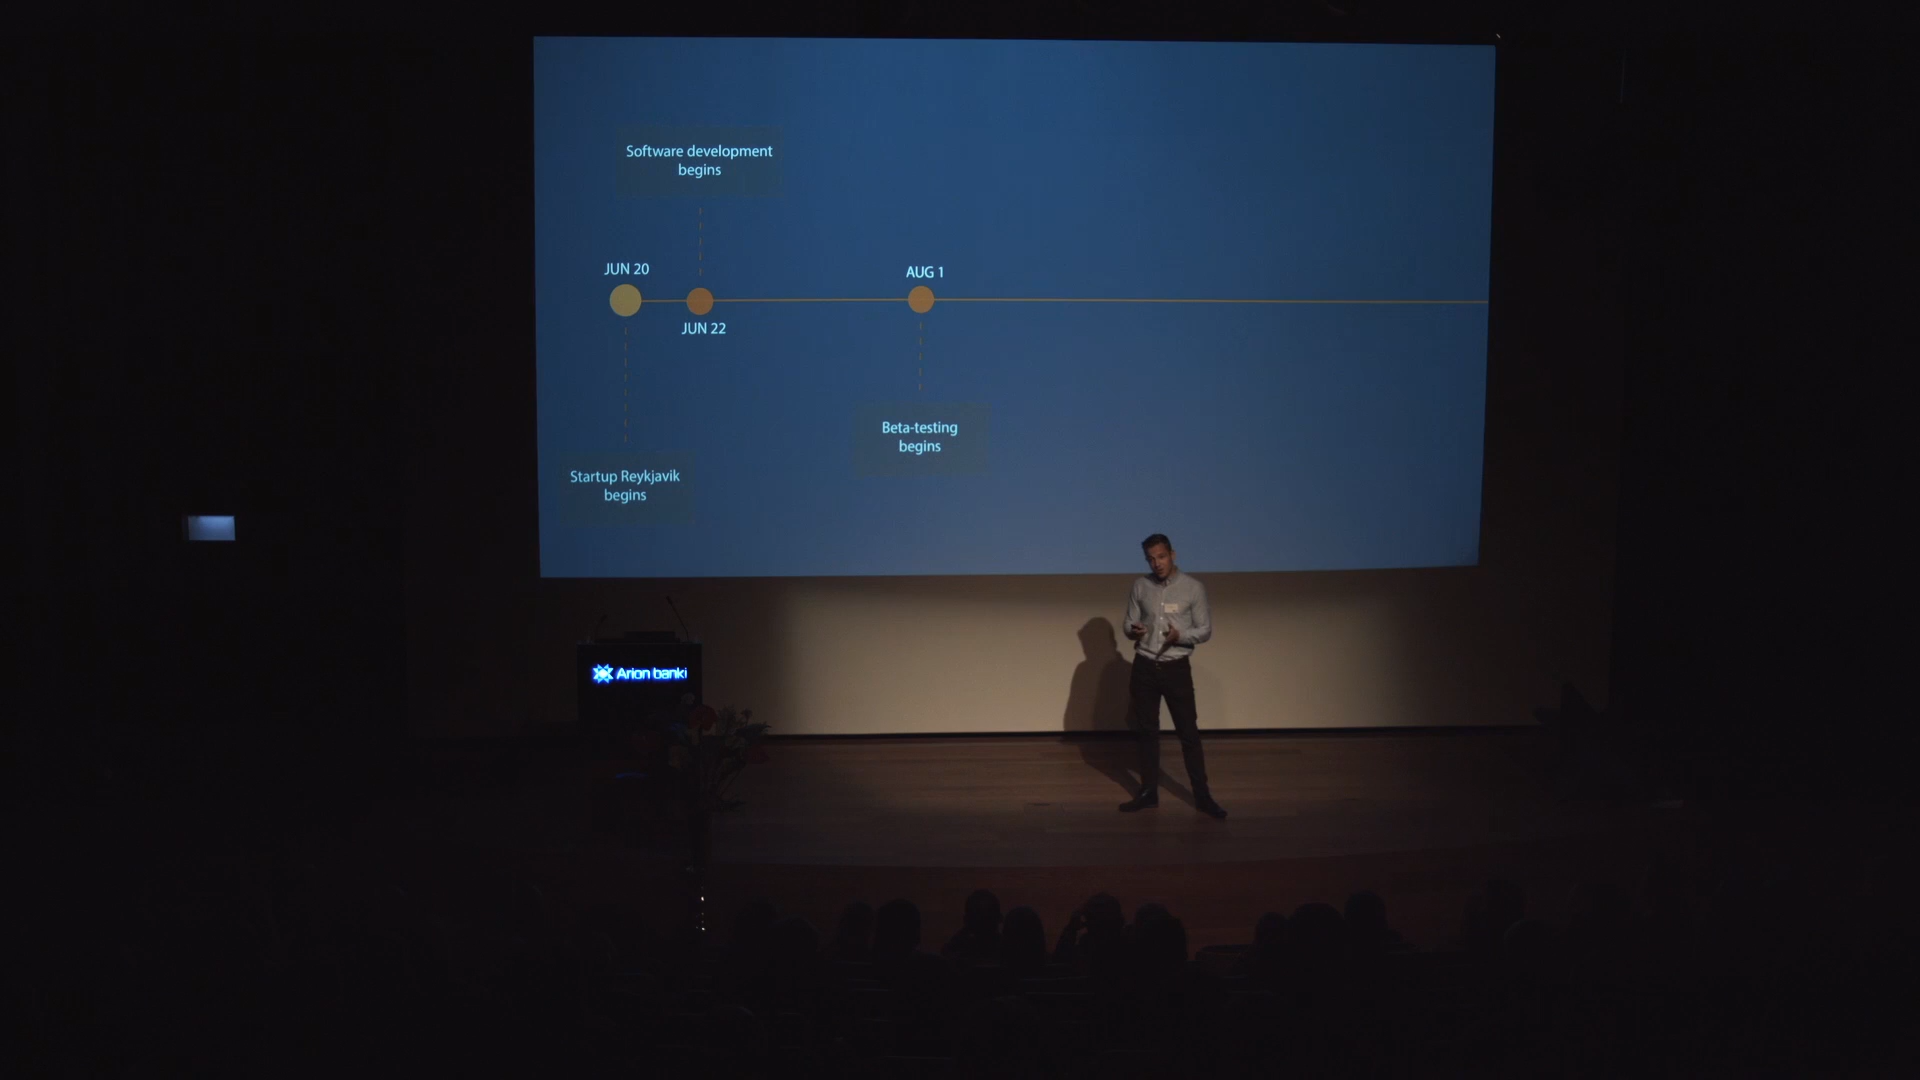 Software development
begins
JUN 20
AUG 1
JUN 22
Beta-testing
begins
Startup Reykjavik
begins
Arion banki